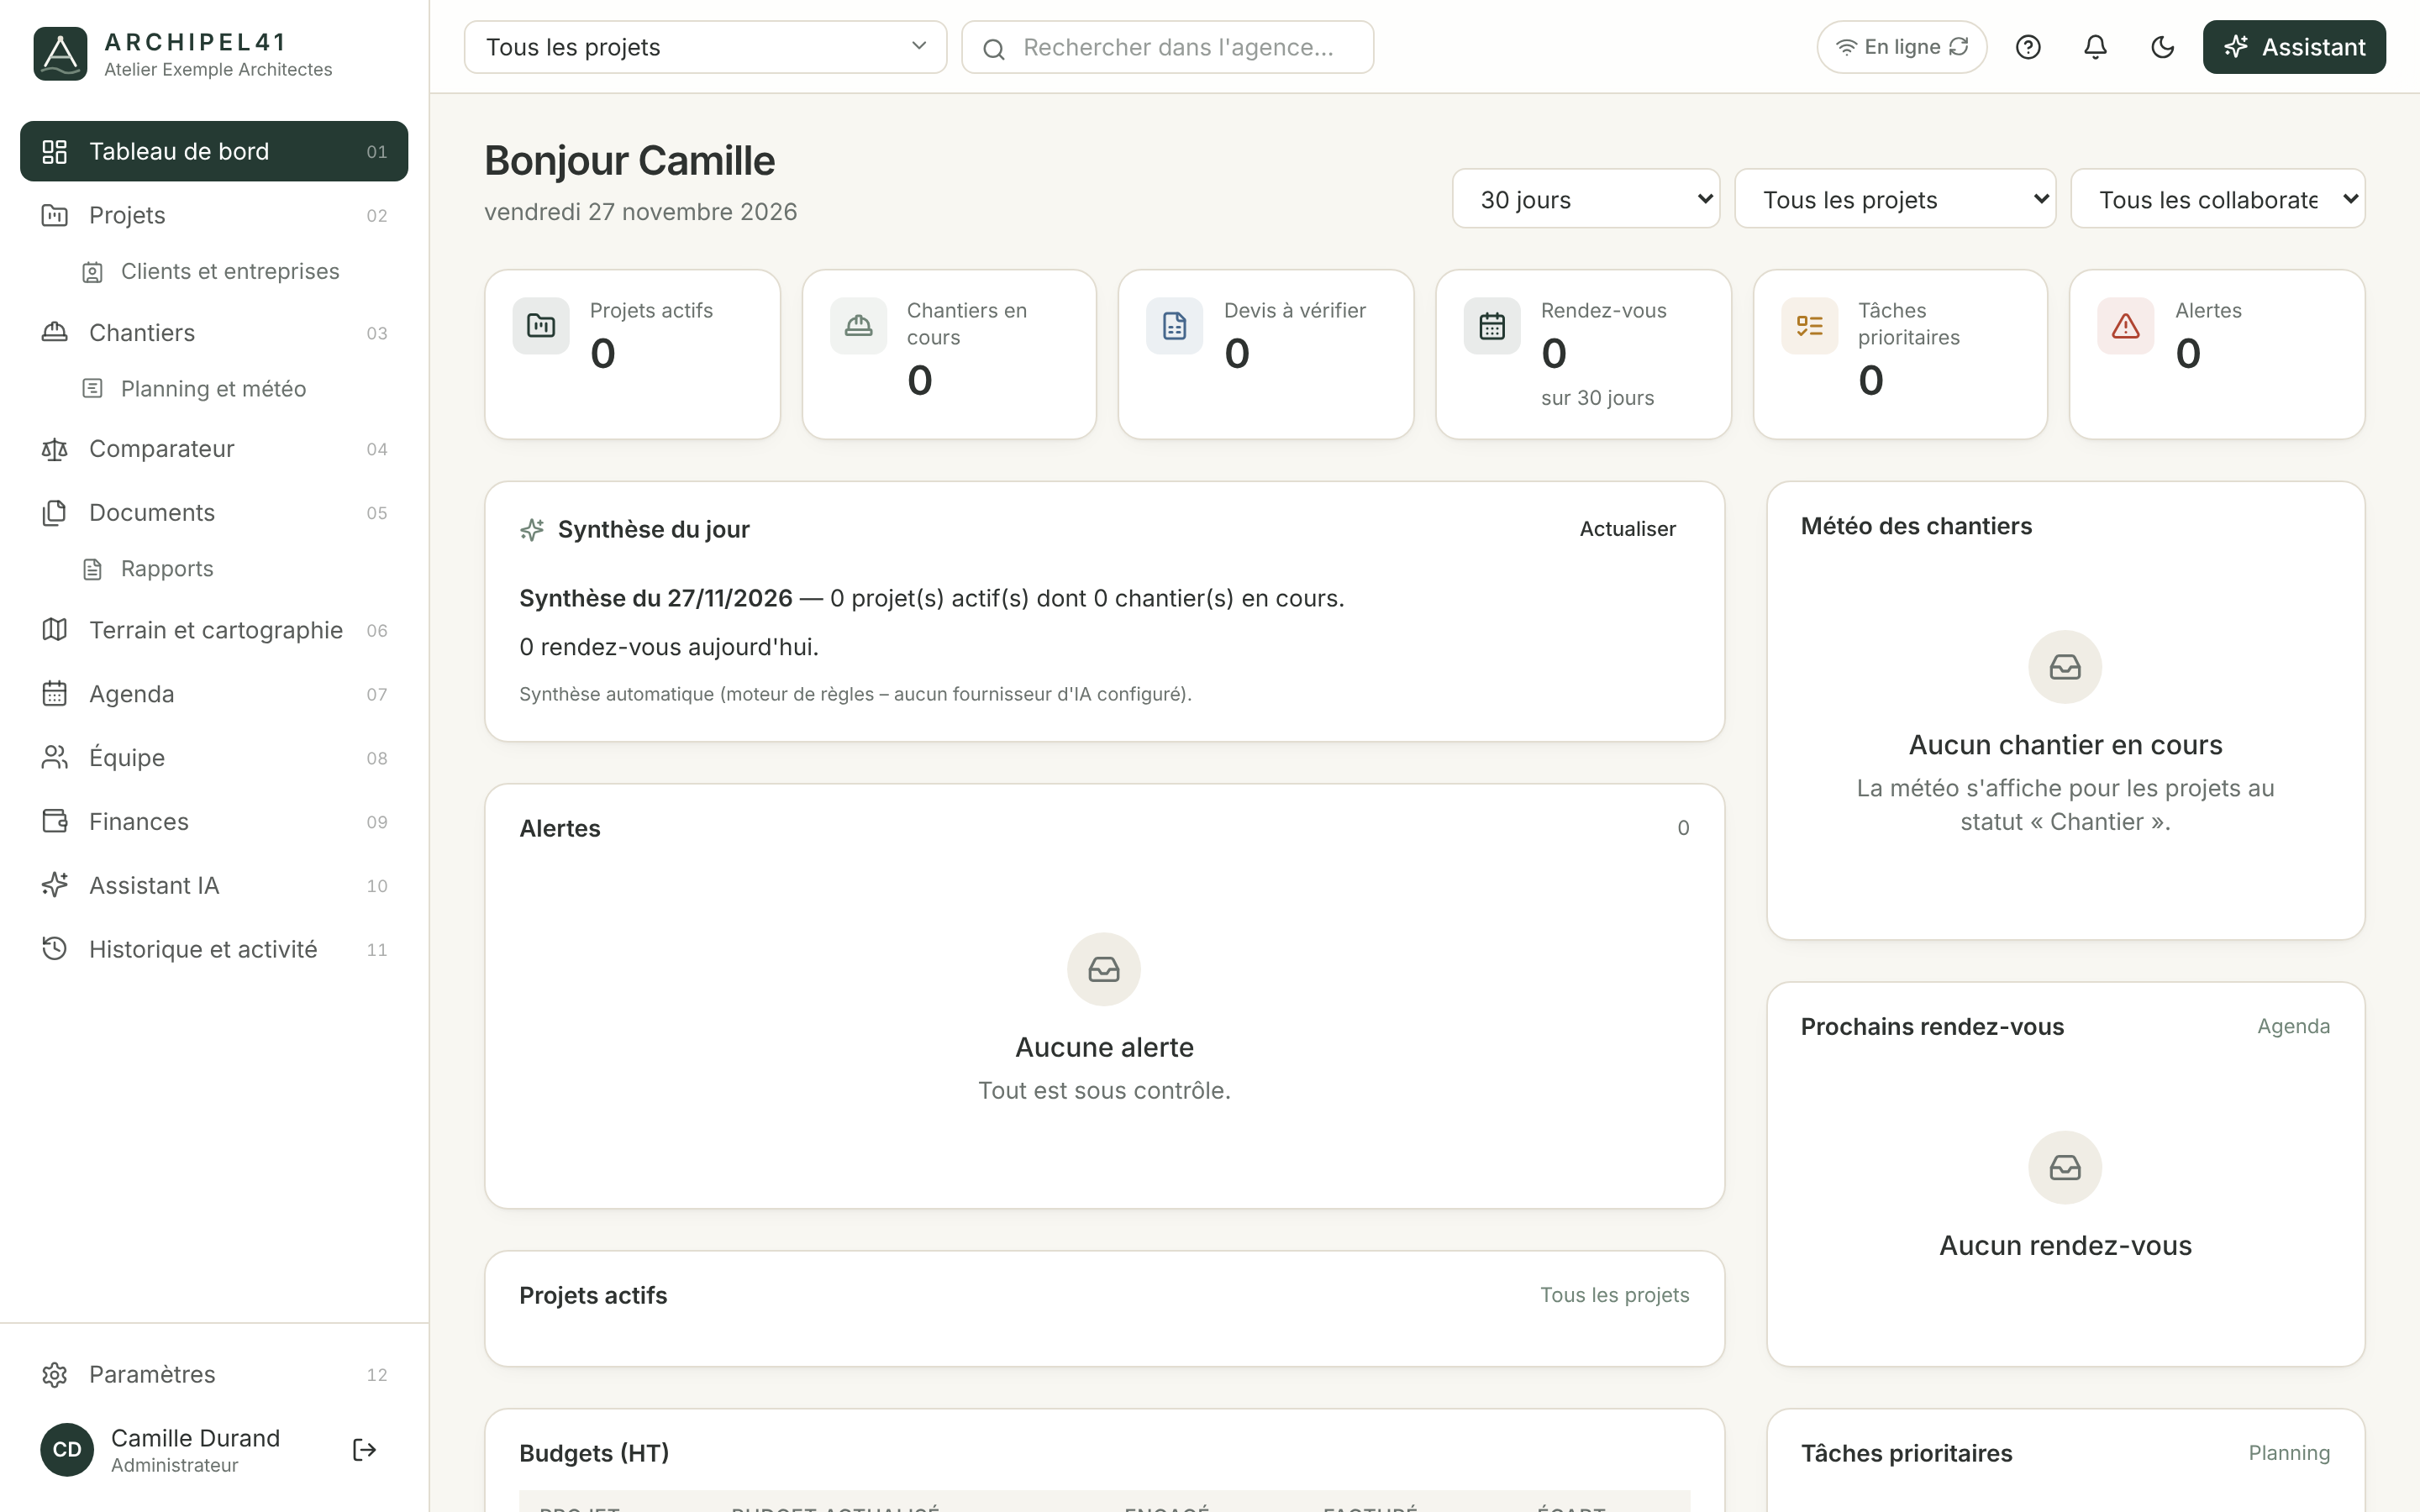 ARCHIPEL41
Atelier Exemple Architectes
Tableau de bord 01
Projets 02
Clients et entreprises
Chantiers 03
Planning et météo
Comparateur 04
Documents 05
Rapports
Terrain et cartographie 06
Agenda 07
Équipe 08
Finances 09
Assistant IA 10
Historique et activité 11
Paramètres 12
CD
Camille Durand
Administrateur
Tous les projets
Rechercher dans l'agence...
En ligne
Assistant
Bonjour Camille
vendredi 27 novembre 2026
30 jours
Tous les projets
Tous les collaborate
Projets actifs
0
Chantiers en
cours
0
Devis à vérifier
0
Rendez-vous
0
sur 30 jours
Tâches
prioritaires
0
Alertes
0
Synthèse du jour
Actualiser
Synthèse du 27/11/2026 — 0 projet(s) actif(s) dont 0 chantier(s) en cours.
0 rendez-vous aujourd'hui.
Synthèse automatique (moteur de règles – aucun fournisseur d'IA configuré).
Alertes 0
Aucune alerte
Tout est sous contrôle.
Projets actifs
Tous les projets
Budgets (HT)
PROJET BUDGET ACTUALISÉ ENGAGÉ FACTURÉ ÉCART
Météo des chantiers
Aucun chantier en cours
La météo s'affiche pour les projets au
statut « Chantier ».
Prochains rendez-vous
Agenda
Aucun rendez-vous
Tâches prioritaires
Planning